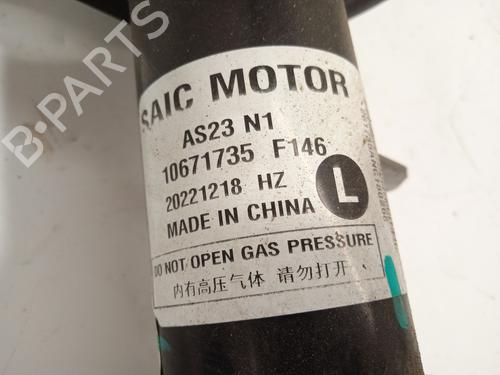 SAIC MOTOR
AS23 N1
10671735 F146
20221218 HZ
MADE IN CHINA
L
DO NOT OPEN GAS PRESSURE
内有高压气体 请勿打开
B-PARTS